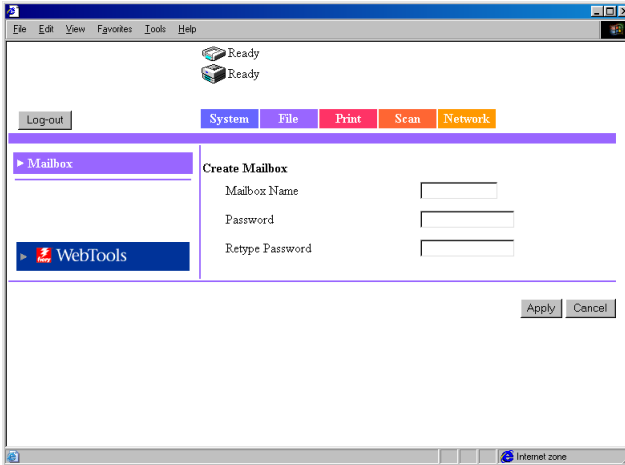 File Edit View Favorites Tools Help
Ready
Ready
Log-out
System File Print Scan Network
Mailbox
Create Mailbox
Mailbox Name
Password
Retype Password
Fiery WebTools
Apply Cancel
Internet zone